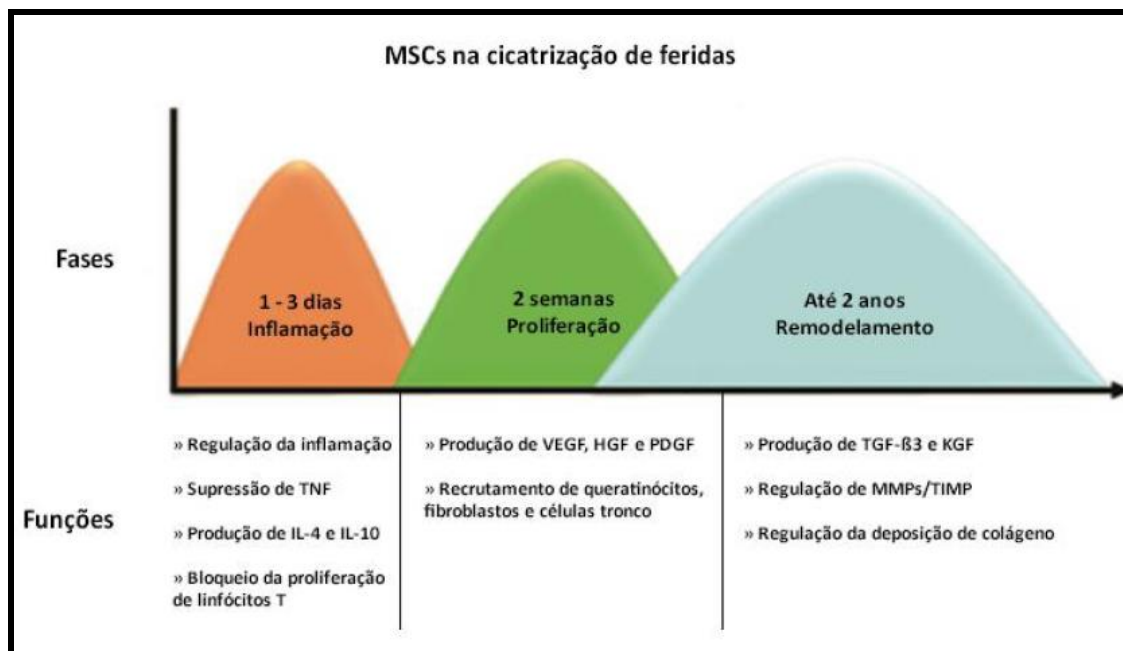 MSCs na cicatrização de feridas
Fases
1 - 3 dias
Inflamação
2 semanas
Proliferação
Até 2 anos
Remodelamento
Funções
» Regulação da inflamação
» Supressão de TNF
» Produção de IL-4 e IL-10
» Bloqueio da proliferação
de linfócitos T
» Produção de VEGF, HGF e PDGF
» Recrutamento de queratinócitos,
fibroblastos e células tronco
» Produção de TGF-ß3 e KGF
» Regulação de MMPs/TIMP
» Regulação da deposição de colágeno